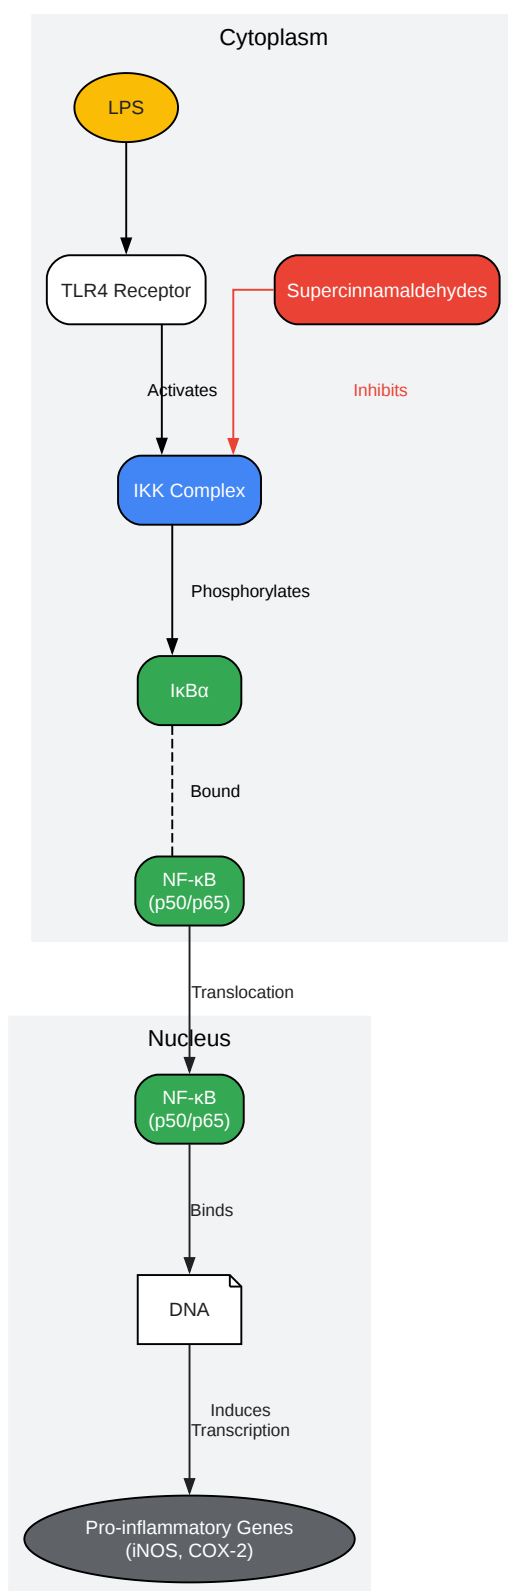 Cytoplasm
LPS
TLR4 Receptor
Supercinnamaldehydes
Activates
Inhibits
IKK Complex
Phosphorylates
IκBα
Bound
NF-κB
(p50/p65)
Translocation
Nucleus
NF-κB
(p50/p65)
Binds
DNA
Induces
Transcription
Pro-inflammatory Genes
(iNOS, COX-2)